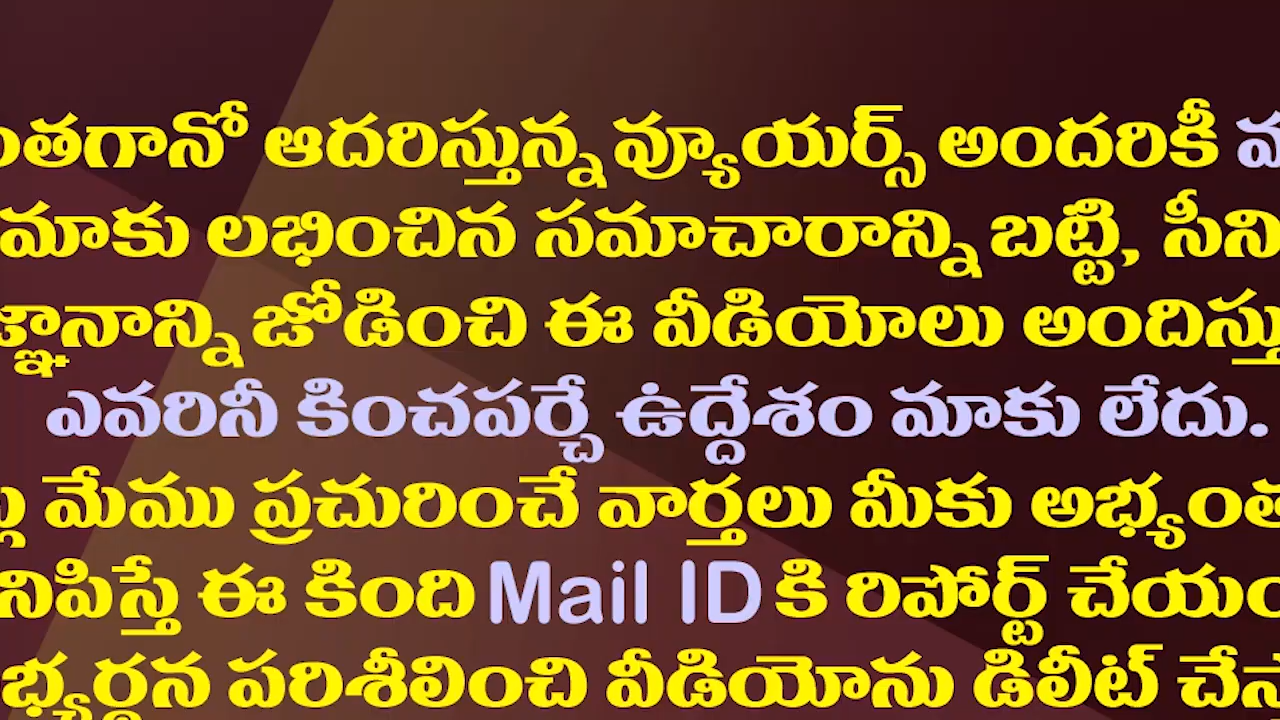 ంతగానో ఆదరిస్తున్న వ్యూయర్స్ అందరికీ
మాకు లభించిన సమాచారాన్ని బట్టి, సీని
జ్ఞానాన్ని జోడించి ఈ వీడియోలు అందిస్తు
ఎవరినీ కించపర్చే ఉద్దేశం మాకు లేదు.
మేము ప్రచురించే వార్తలు మీకు అభ్యంత
నిపిస్తే ఈ కింది Mail ID కి రిపోర్ట్ చేయం
భ్యర్థన పరిశీలించి వీడియోను డిలీట్ చేస